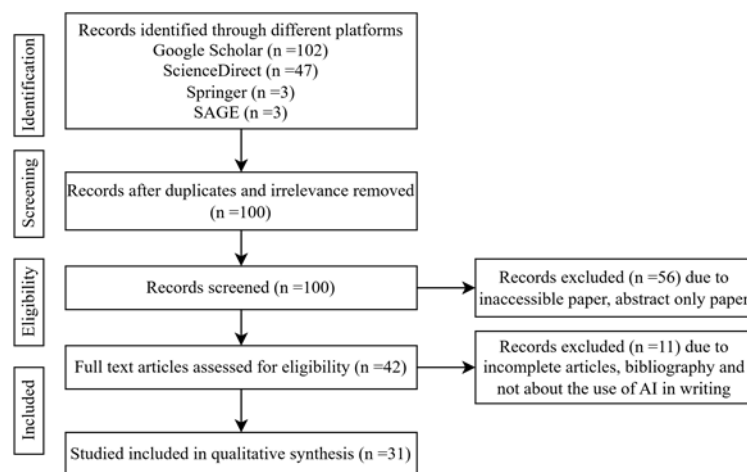 Identification
Records identified through different platforms
Google Scholar (n =102)
ScienceDirect (n =47)
Springer (n =3)
SAGE (n =3)
Screening
Records after duplicates and irrelevance removed
(n =100)
Eligibility
Records screened (n =100)
Records excluded (n =56) due to
inaccessible paper, abstract only paper
Full text articles assessed for eligibility (n =42)
Records excluded (n =11) due to
incomplete articles, bibliography and
not about the use of AI in writing
Included
Studied included in qualitative synthesis (n =31)